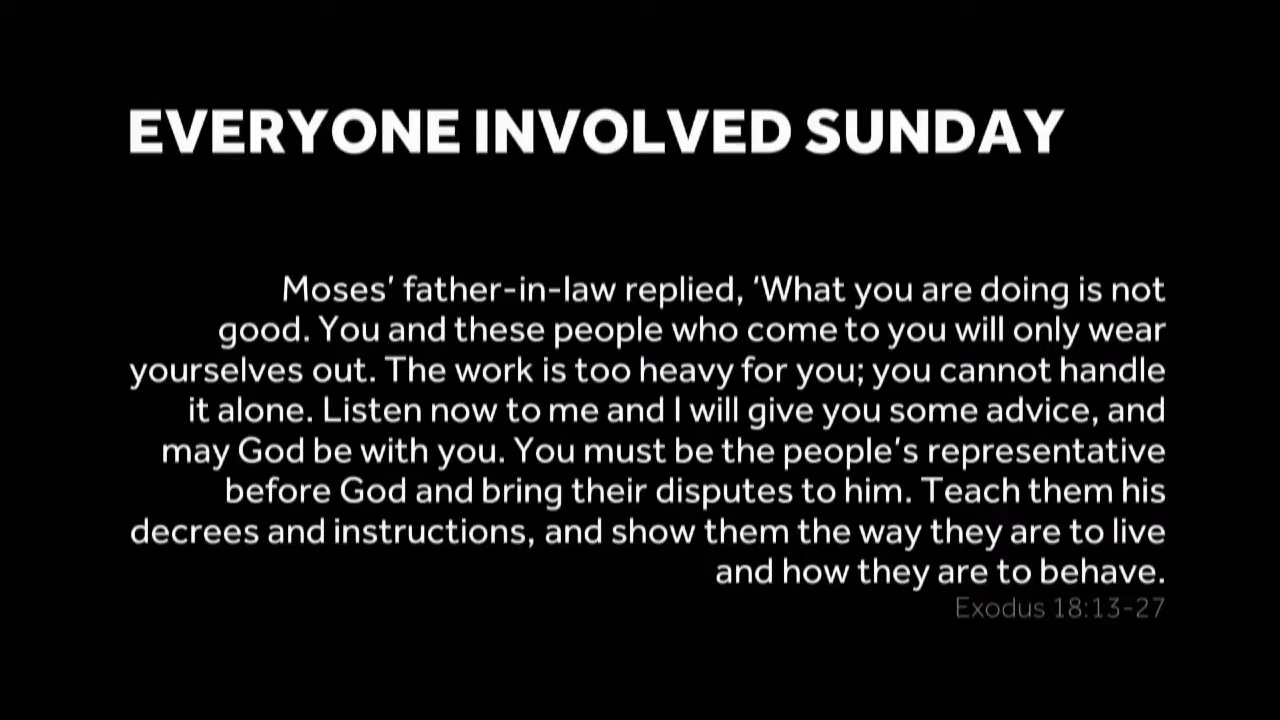 EVERYONE INVOLVED SUNDAY
Moses’ father-in-law replied, ‘What you are doing is not
good. You and these people who come to you will only wear
yourselves out. The work is too heavy for you; you cannot handle
it alone. Listen now to me and I will give you some advice, and
may God be with you. You must be the people’s representative
before God and bring their disputes to him. Teach them his
decrees and instructions, and show them the way they are to live
and how they are to behave.
Exodus 18:13-27